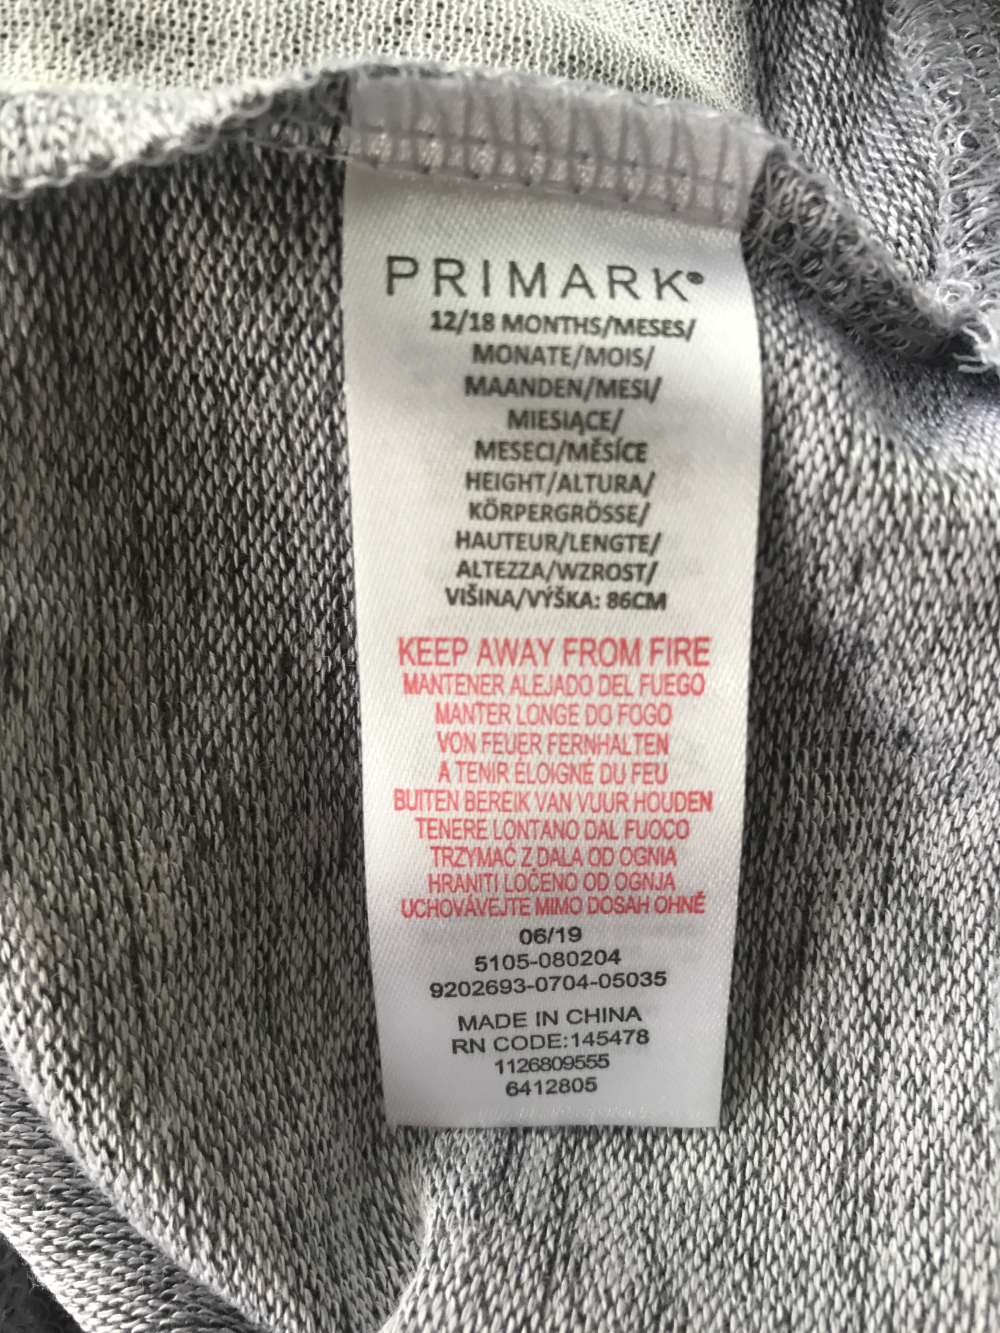 PRIMARK®
12/18 MONTHS/MESES/
MONATE/MOIS/
MAANDEN/MESI/
MIESIĄCE/
MESECI/MĚSÍCE
HEIGHT/ALTURA/
KÖRPERGRÖSSE/
HAUTEUR/LENGTE/
ALTEZZA/WZROST/
VIŠINA/VÝŠKA: 86CM
KEEP AWAY FROM FIRE
MANTENER ALEJADO DEL FUEGO
MANTER LONGE DO FOGO
VON FEUER FERNHALTEN
A TENIR ÉLOIGNÉ DU FEU
BUITEN BEREIK VAN VUUR HOUDEN
TENERE LONTANO DAL FUOCO
TRZYMAĆ Z DALA OD OGNIA
HRANITI LOČENO OD OGNJA
UCHOVÁVEJTE MIMO DOSAH OHNĚ
06/19
5105-080204
9202693-0704-05035
MADE IN CHINA
RN CODE:145478
1126809555
6412805